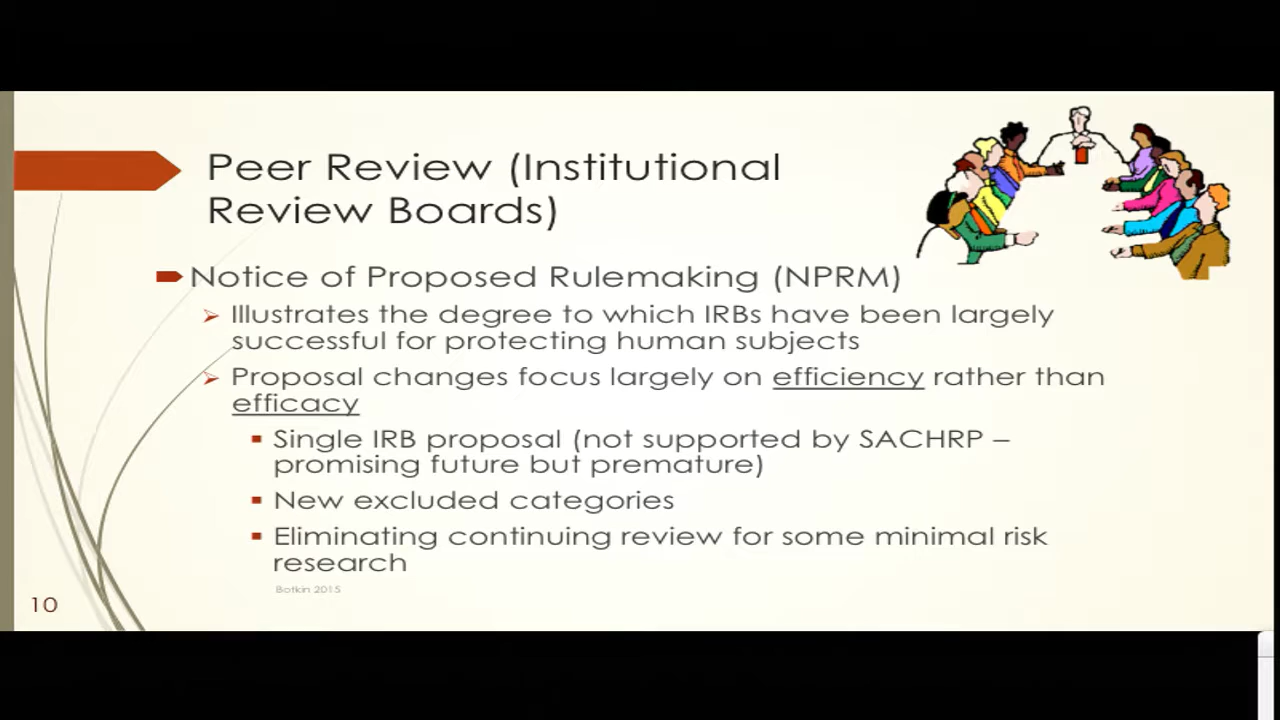 Peer Review (Institutional
Review Boards)
Notice of Proposed Rulemaking (NPRM)
Illustrates the degree to which IRBs have been largely
successful for protecting human subjects
Proposal changes focus largely on efficiency rather than
efficacy
Single IRB proposal (not supported by SACHRP –
promising future but premature)
New excluded categories
Eliminating continuing review for some minimal risk
research
Botkin 2015
10